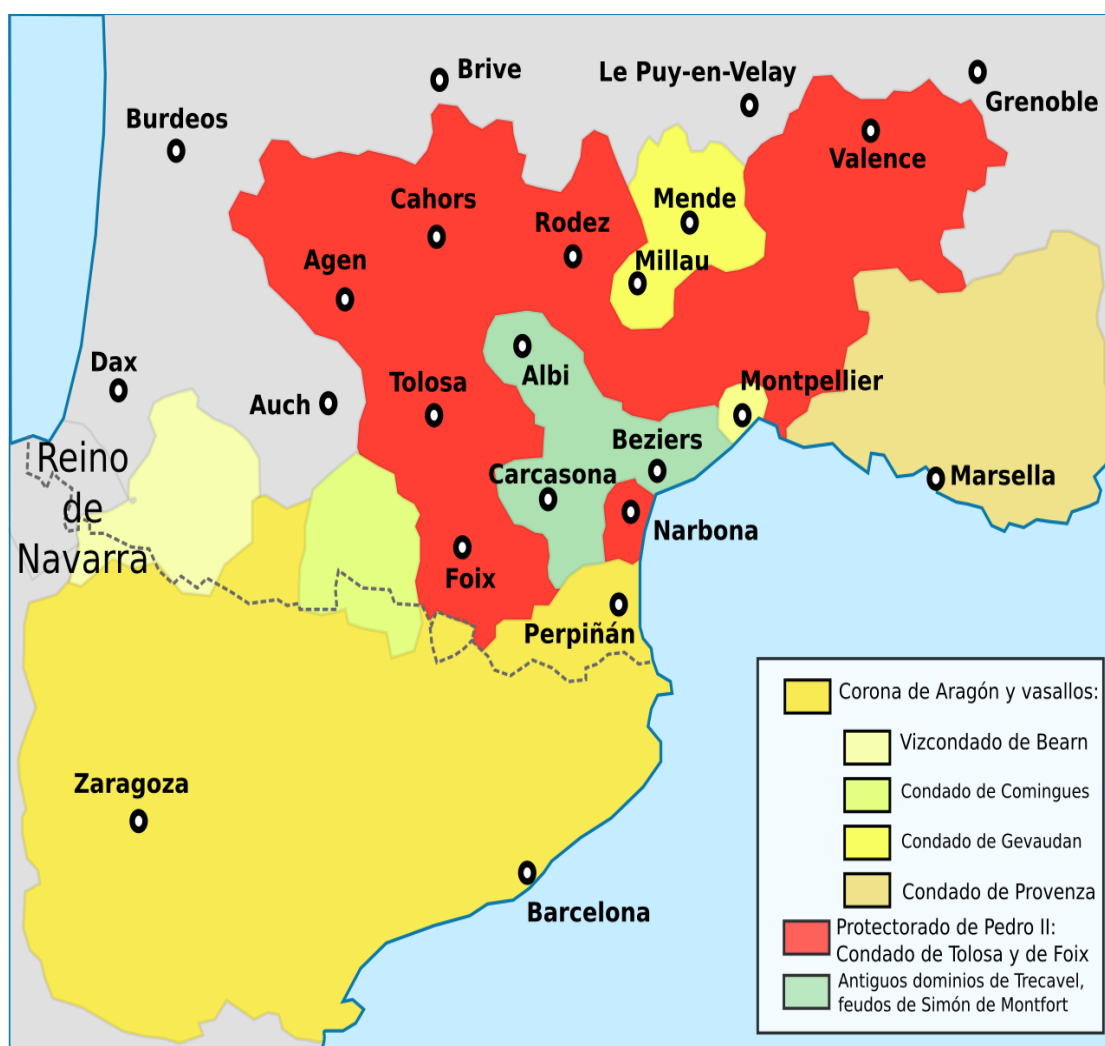 Brive
Le Puy-en-Velay
Grenoble
Burdeos
Valence
Cahors
Rodez
Mende
Agen
Millau
Dax
Auch
Tolosa
Albi
Montpellier
Beziers
Reino
de
Navarra
Carcasona
Marsella
Narbona
Foix
Perpiñán
Zaragoza
Barcelona
Corona de Aragón y vasallos:
Vizcondado de Bearn
Condado de Comingues
Condado de Gevaudan
Condado de Provenza
Protectorado de Pedro II:
Condado de Tolosa y de Foix
Antiguos dominios de Trecavel,
feudos de Simón de Montfort